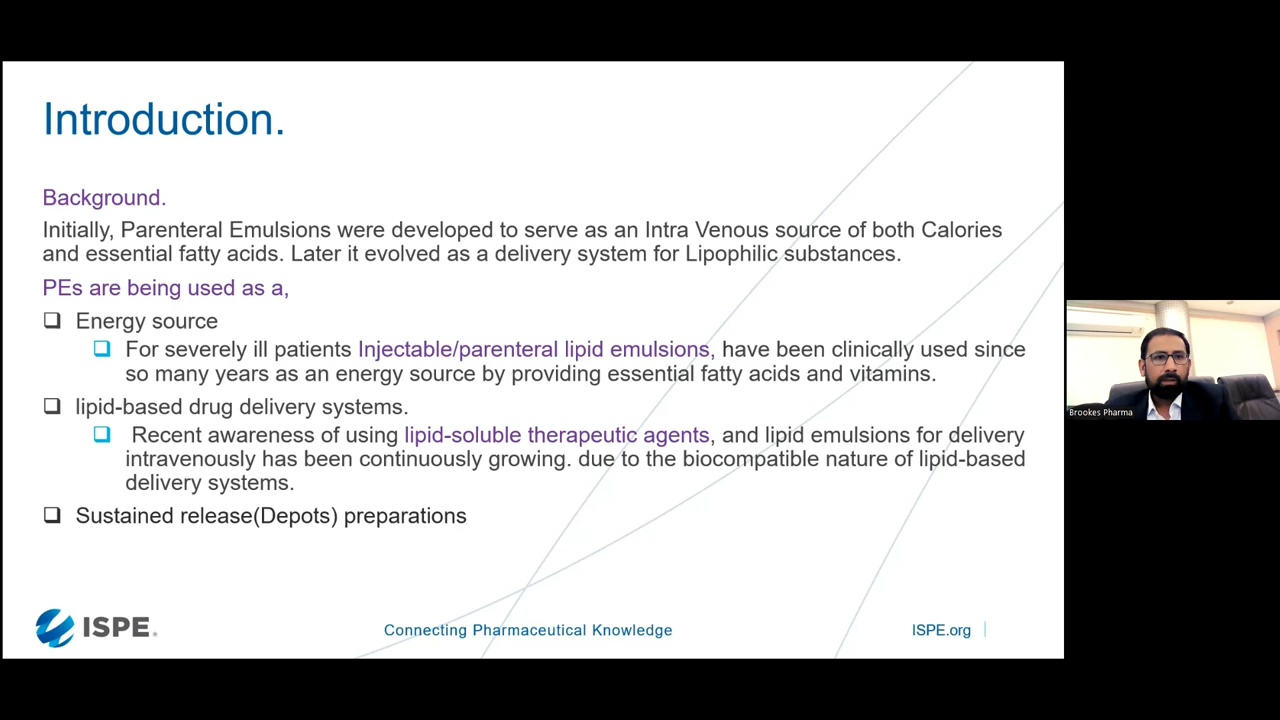 Introduction.
Background.
Initially, Parenteral Emulsions were developed to serve as an Intra Venous source of both Calories
and essential fatty acids. Later it evolved as a delivery system for Lipophilic substances.
PEs are being used as a,
Energy source
For severely ill patients Injectable/parenteral lipid emulsions, have been clinically used since
so many years as an energy source by providing essential fatty acids and vitamins.
lipid-based drug delivery systems.
Recent awareness of using lipid-soluble therapeutic agents, and lipid emulsions for delivery
intravenously has been continuously growing. due to the biocompatible nature of lipid-based
delivery systems.
Sustained release(Depots) preparations
ISPE.
Connecting Pharmaceutical Knowledge
ISPE.org
Brookes Pharma